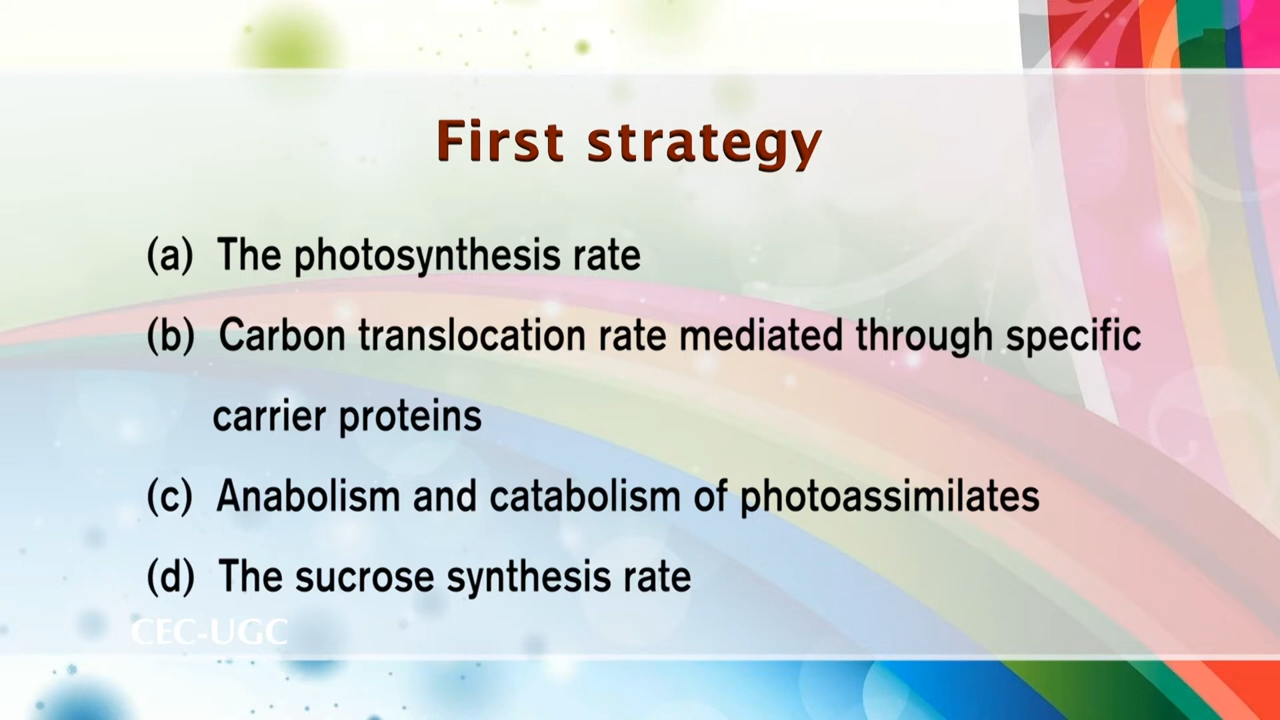 First strategy
(a) The photosynthesis rate
(b) Carbon translocation rate mediated through specific
carrier proteins
(c) Anabolism and catabolism of photoassimilates
(d) The sucrose synthesis rate
CEC-UGC